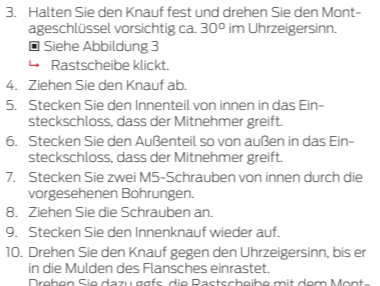 3. Halten Sie den Knauf fest und drehen Sie den Mont-
ageschlüssel vorsichtig ca. 30° im Uhrzeigersinn.
▣ Siehe Abbildung 3
↳ Rastscheibe klickt.
4. Ziehen Sie den Knauf ab.
5. Stecken Sie den Innenteil von innen in das Ein-
steckschloss, dass der Mitnehmer greift.
6. Stecken Sie den Außenteil so von außen in das Ein-
steckschloss, dass der Mitnehmer greift.
7. Stecken Sie zwei M5-Schrauben von innen durch die
vorgesehenen Bohrungen.
8. Ziehen Sie die Schrauben an.
9. Stecken Sie den Innenknauf wieder auf.
10. Drehen Sie den Knauf gegen den Uhrzeigersinn, bis er
in die Mulden des Flansches einrastet.
Drehen Sie dazu ggfs. die Rastscheibe mit dem Mont-